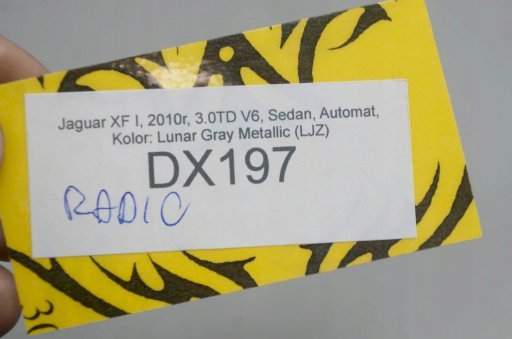 Jaguar XF I, 2010r, 3.0TD V6, Sedan, Automat,
Kolor: Lunar Gray Metallic (LJZ)
DX197
RADIO